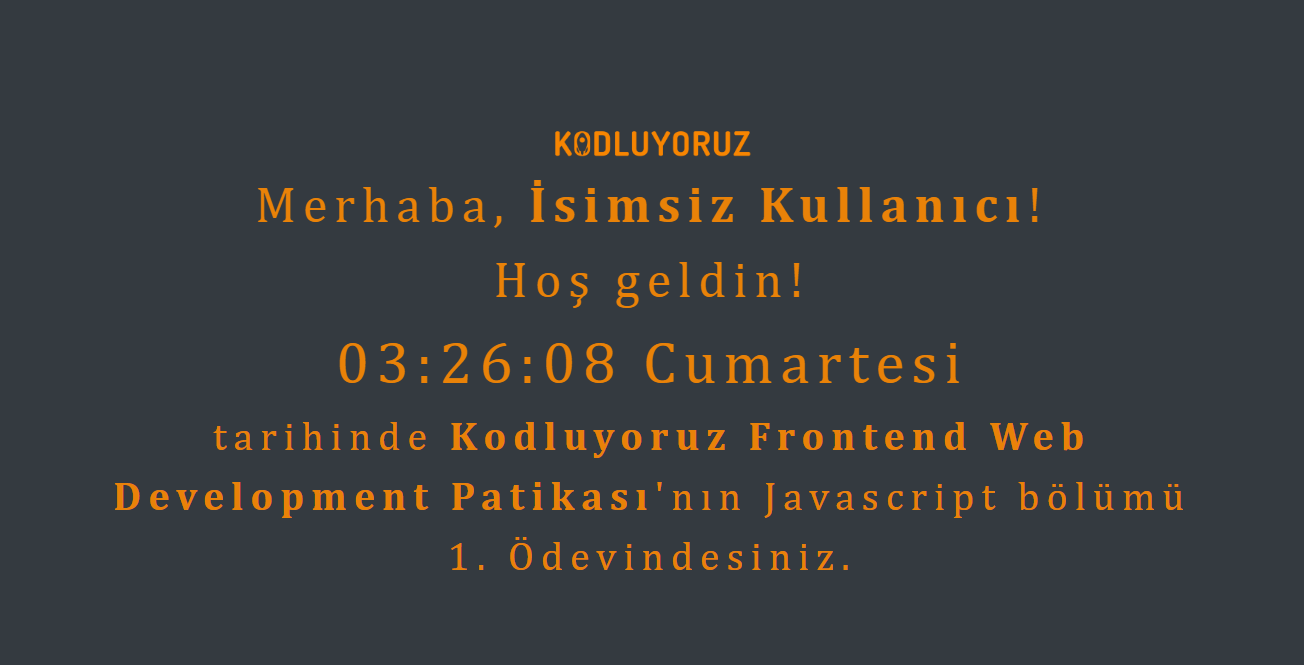 KODLUYORUZ
Merhaba, İsimsiz Kullanıcı!
Hoş geldin!
03:26:08 Cumartesi
tarihinde Kodluyoruz Frontend Web
Development Patikası'nın Javascript bölümü
1. Ödevindesiniz.